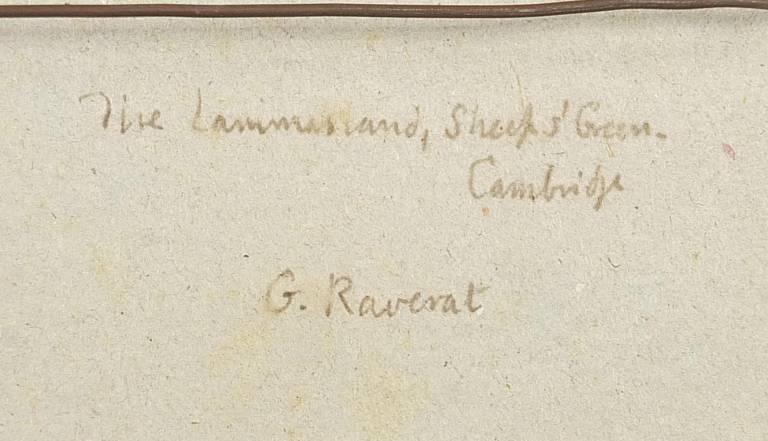 The Lammasland, Sheeps' Green.
Cambridge
G. Raverat